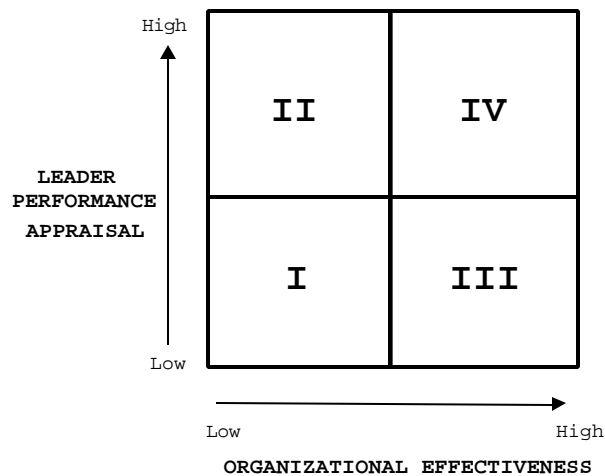 High
II IV
LEADER
PERFORMANCE
APPRAISAL
I III
Low
Low High
ORGANIZATIONAL EFFECTIVENESS